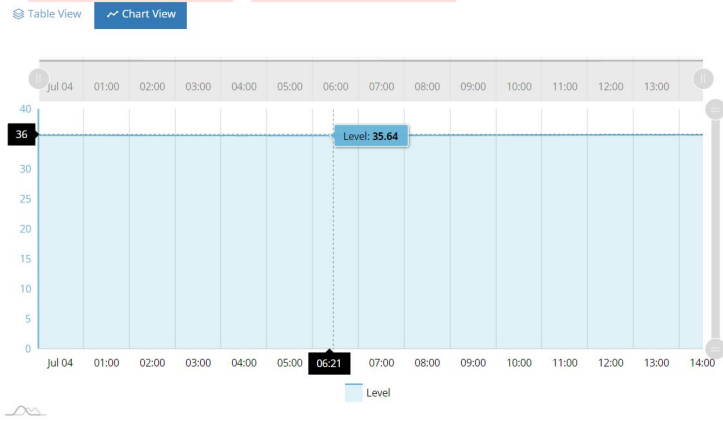 Table View Chart View
Jul 04 01:00 02:00 03:00 04:00 05:00 06:00 07:00 08:00 09:00 10:00 11:00 12:00 13:00
40
36
Level: 35.64
30
25
20
15
10
5
0
Jul 04 01:00 02:00 03:00 04:00 05:00 06:21 07:00 08:00 09:00 10:00 11:00 12:00 13:00 14:00
Level